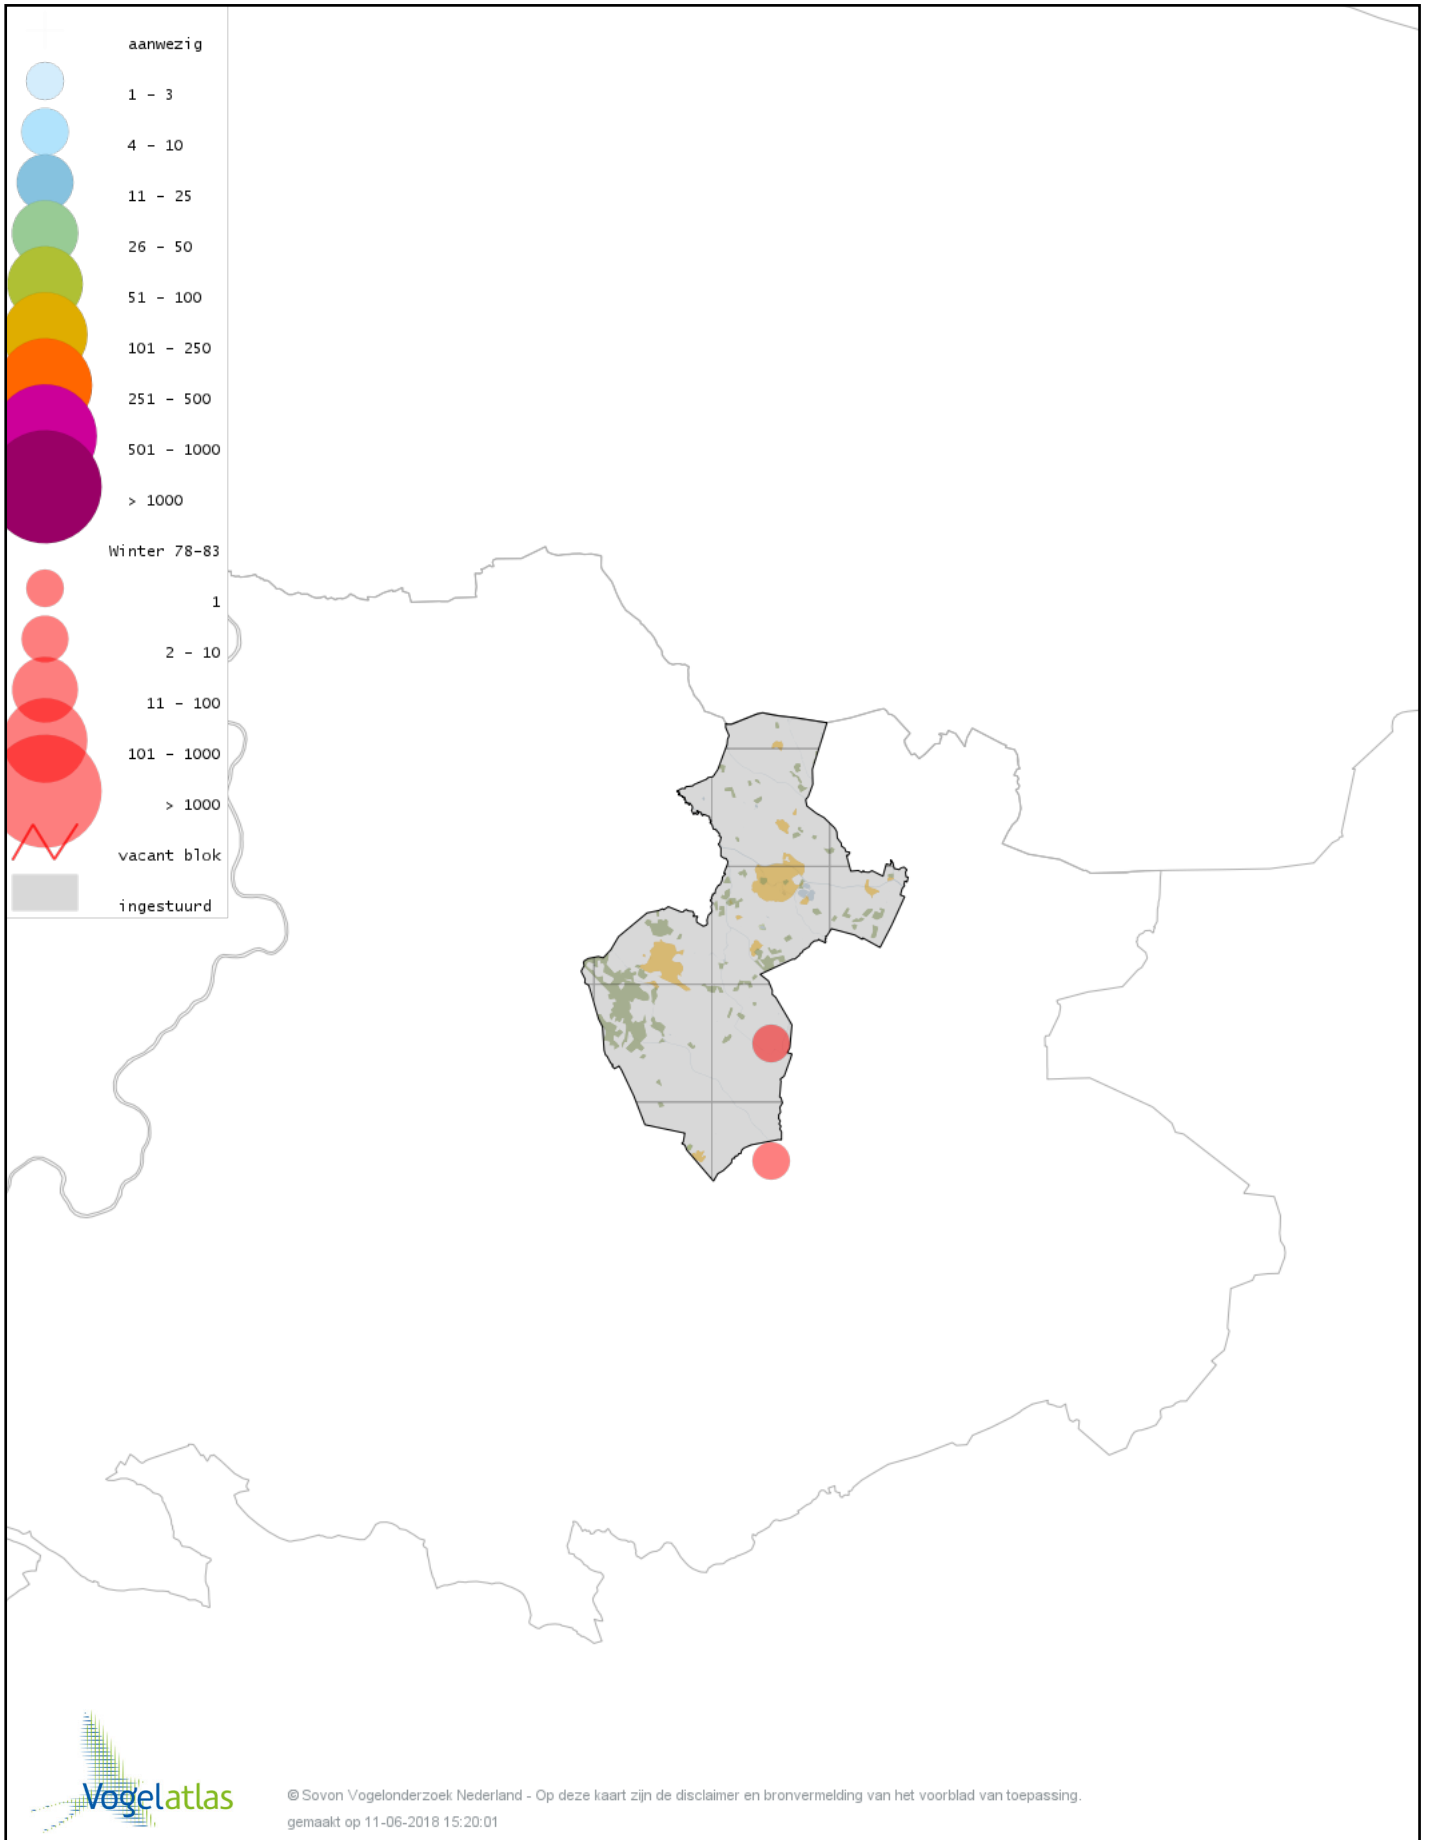 aanwezig
1 - 3
4 - 10
11 - 25
26 - 50
51 - 100
101 - 250
251 - 500
501 - 1000
> 1000
Winter 78-83
1
2 - 10
11 - 100
101 - 1000
> 1000
vacant blok
ingestuurd
Vogelatlas
© Sovon Vogelonderzoek Nederland - Op deze kaart zijn de disclaimer en bronvermelding van het voorblad van toepassing.
gemaakt op 11-06-2018 15:20:01